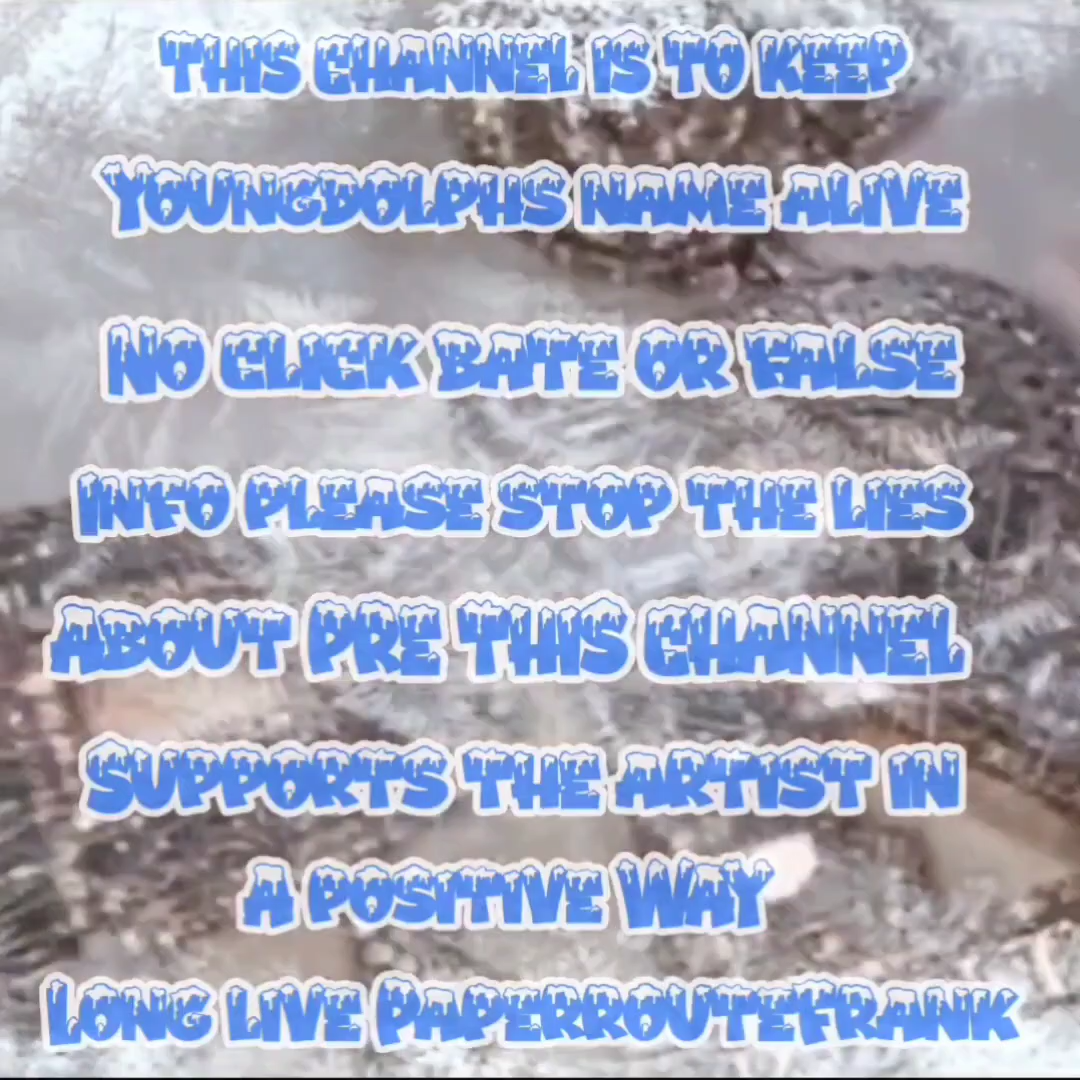 This channel is to keep
Youngdolphs name alive
No click baite or false
Info please stop the lies
about PRE This channel
Supports the artist in
a positive Way
Long live PaperrouteFrank